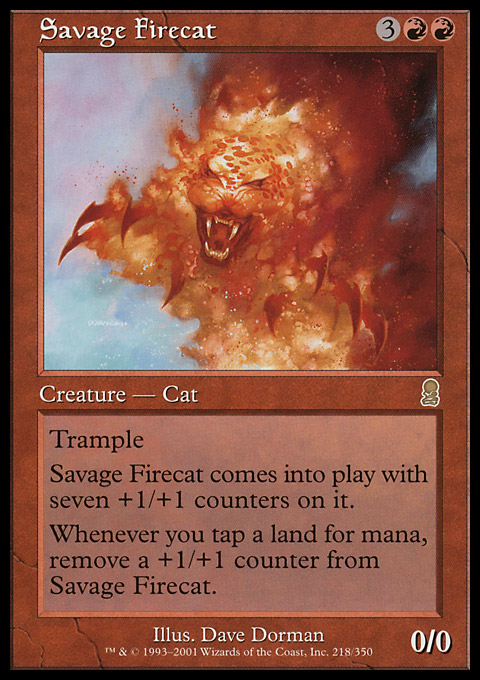 Savage Firecat 3
Creature — Cat
Trample
Savage Firecat comes into play with
seven +1/+1 counters on it.
Whenever you tap a land for mana,
remove a +1/+1 counter from
Savage Firecat.
Illus. Dave Dorman
™ & © 1993–2001 Wizards of the Coast, Inc. 218/350
0/0